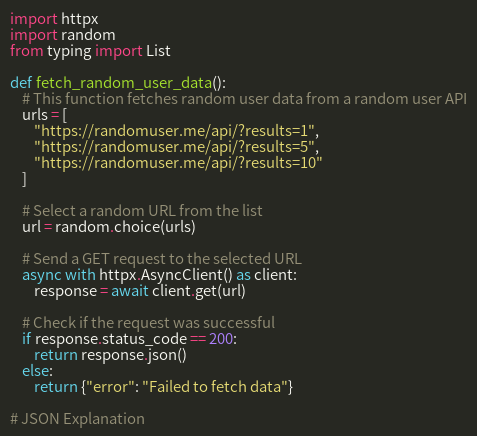 import httpx
import random
from typing import List

def fetch_random_user_data():
    # This function fetches random user data from a random user API
    urls = [
        "https://randomuser.me/api/?results=1",
        "https://randomuser.me/api/?results=5",
        "https://randomuser.me/api/?results=10"
    ]

    # Select a random URL from the list
    url = random.choice(urls)

    # Send a GET request to the selected URL
    async with httpx.AsyncClient() as client:
        response = await client.get(url)

    # Check if the request was successful
    if response.status_code == 200:
        return response.json()
    else:
        return {"error": "Failed to fetch data"}

# JSON Explanation